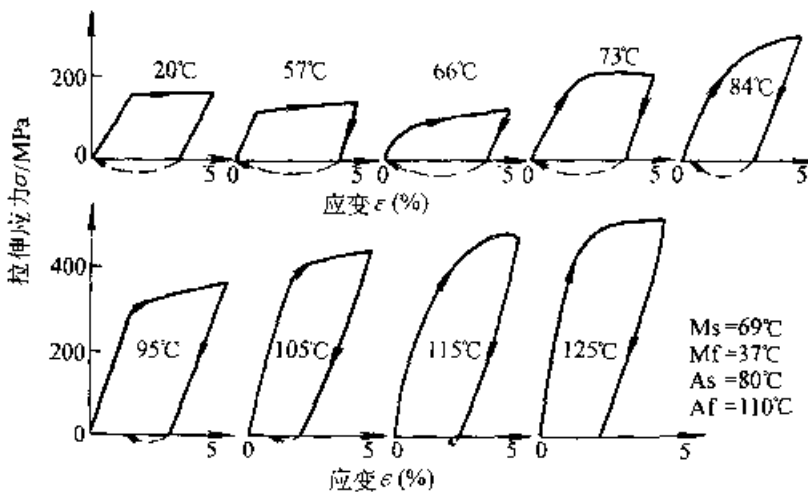 20℃ 57℃ 66℃ 73℃ 84℃
200
0
5 0 5 0 5 0 5 0 5
应变 ε (%)
拉伸应力σ/MPa
400
200
0
95℃ 105℃ 115℃ 125℃
5 0 5 0 5 0 5
应变 ε (%)
Ms =69℃
Mf =37℃
As =80℃
Af =110℃